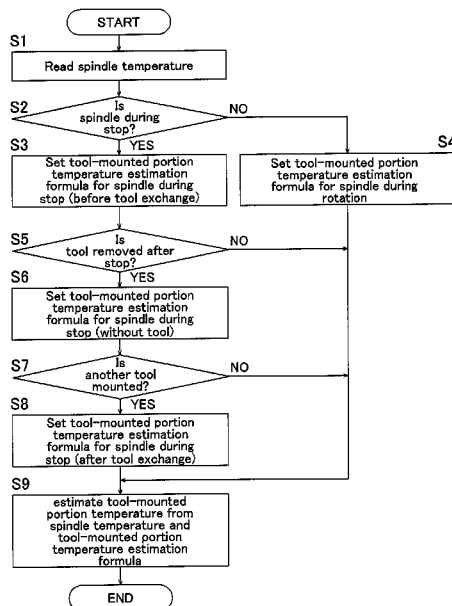 START
S1
Read spindle temperature
S2
Is
spindle during
stop?
NO
YES
S3
Set tool-mounted portion
temperature estimation
formula for spindle during
stop (before tool exchange)
S4
Set tool-mounted portion
temperature estimation
formula for spindle during
rotation
S5
Is
tool removed after
stop?
NO
YES
S6
Set tool-mounted portion
temperature estimation
formula for spindle during
stop (without tool)
S7
Is
another tool
mounted?
NO
YES
S8
Set tool-mounted portion
temperature estimation
formula for spindle during
stop (after tool exchange)
S9
estimate tool-mounted
portion temperature from
spindle temperature and
tool-mounted portion
temperature estimation
formula
END